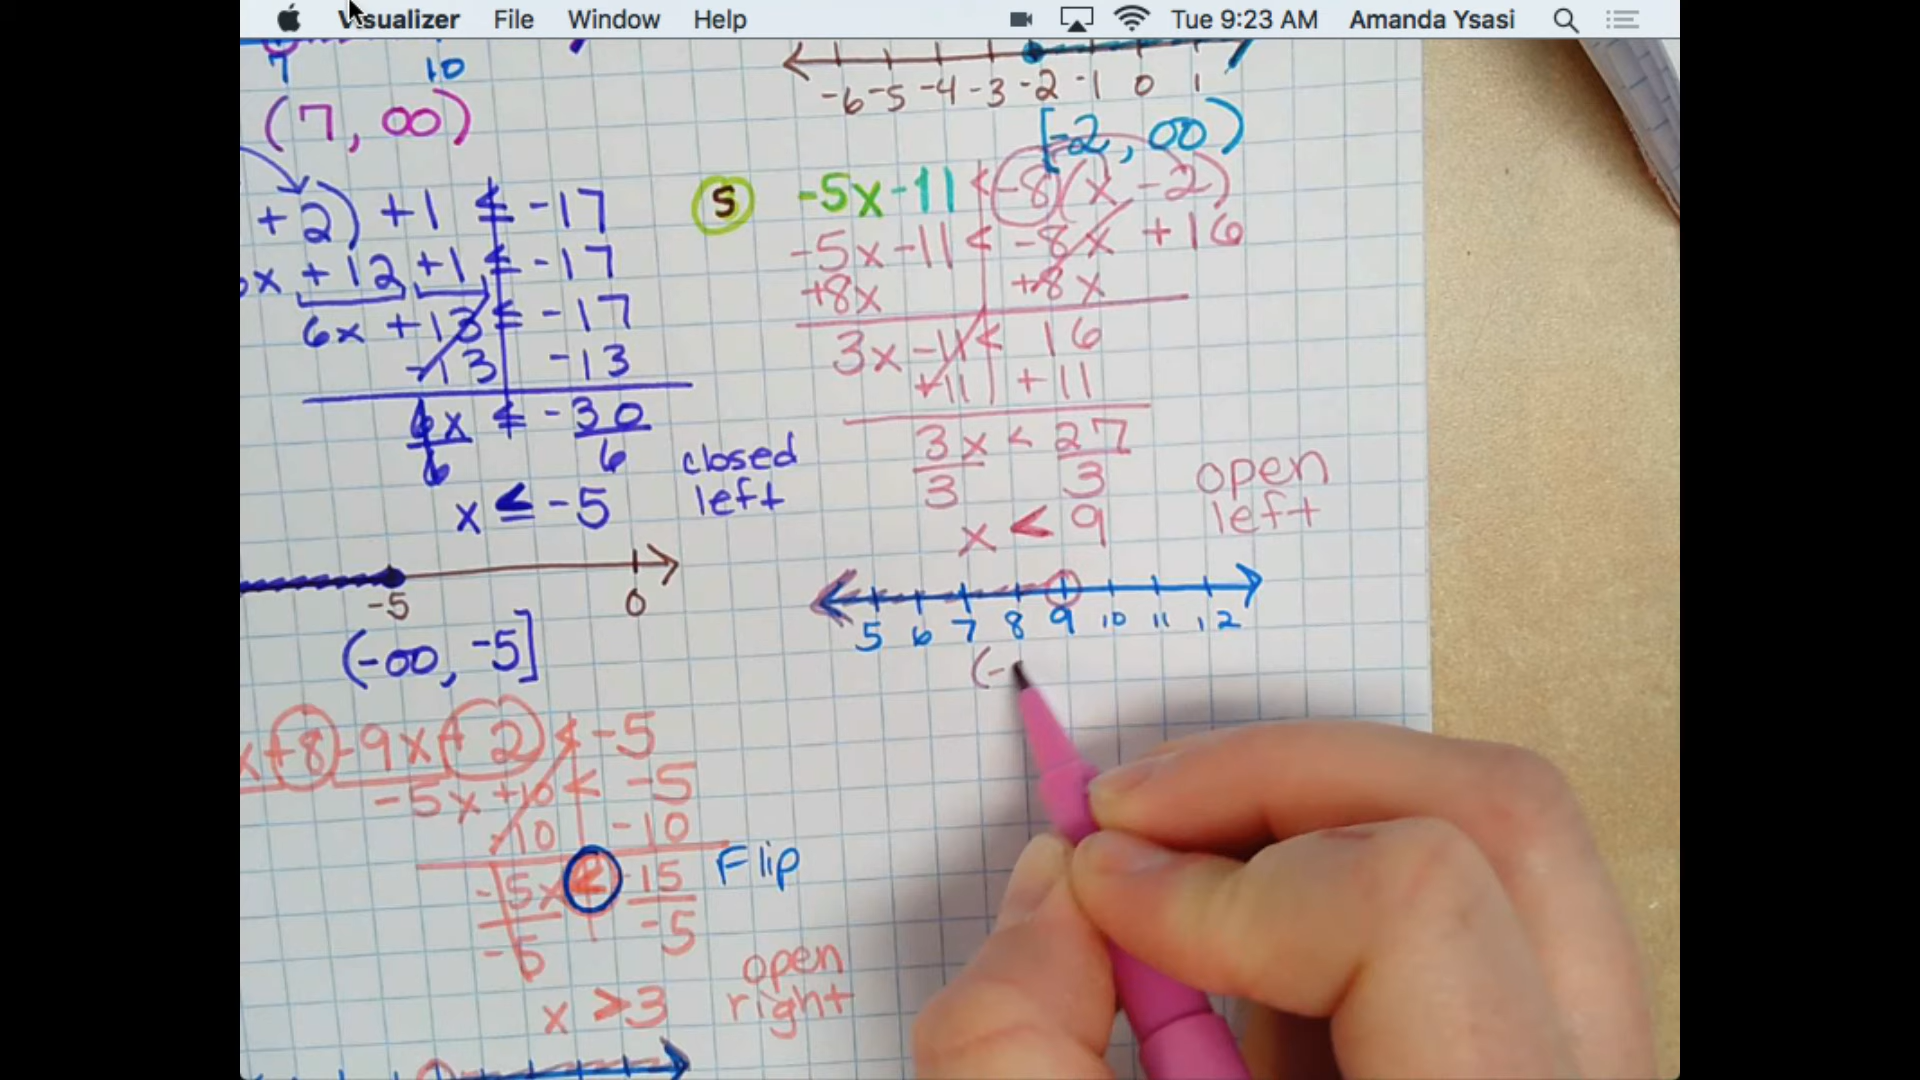 Visualizer File Window Help Tue 9:23 AM Amanda Ysasi
7 10
(7, ∞)
+2) +1 ≤ -17
x +12 +1 ≤ -17
6x +13 ≤ -17
-13 -13
6x ≤ -30
6 6
x ≤ -5
closed
left
-5 0
(-∞, -5]
x+8-9x+2 < -5
-5x +10 < -5
-10 -10
-5x < -15
-5 -5
Flip
x > 3
open
right
-6 -5 -4 -3 -2 -1 0 1
[-2, ∞)
5 -5x-11 < -8(x -2)
-5x -11 < -8x +16
+8x +8x
3x -11 < 16
+11 +11
3x < 27
3 3
x < 9
open
left
5 6 7 8 9 10 11 12
(-